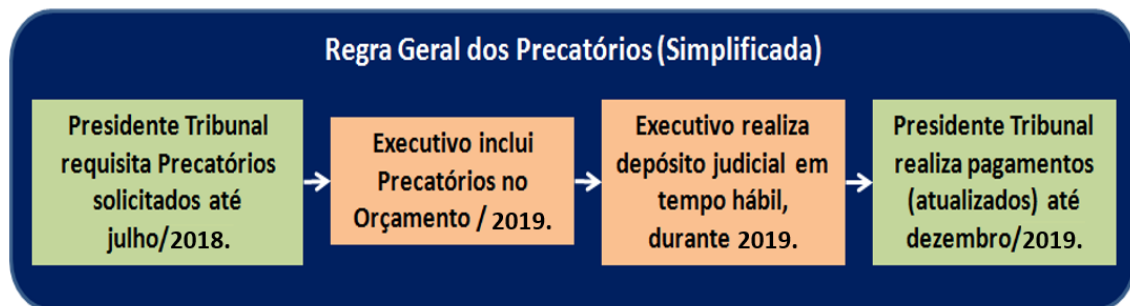 Regra Geral dos Precatórios (Simplificada)
Presidente Tribunal
requisita Precatórios
solicitados até
julho/2018.
Executivo inclui
Precatórios no
Orçamento / 2019.
Executivo realiza
depósito judicial em
tempo hábil,
durante 2019.
Presidente Tribunal
realiza pagamentos
(atualizados) até
dezembro/2019.